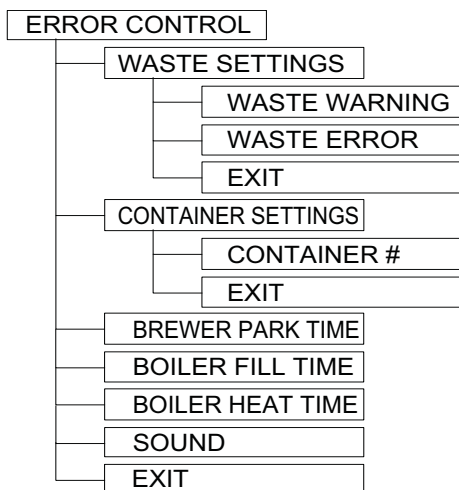 ERROR CONTROL
WASTE SETTINGS
WASTE WARNING
WASTE ERROR
EXIT
CONTAINER SETTINGS
CONTAINER #
EXIT
BREWER PARK TIME
BOILER FILL TIME
BOILER HEAT TIME
SOUND
EXIT